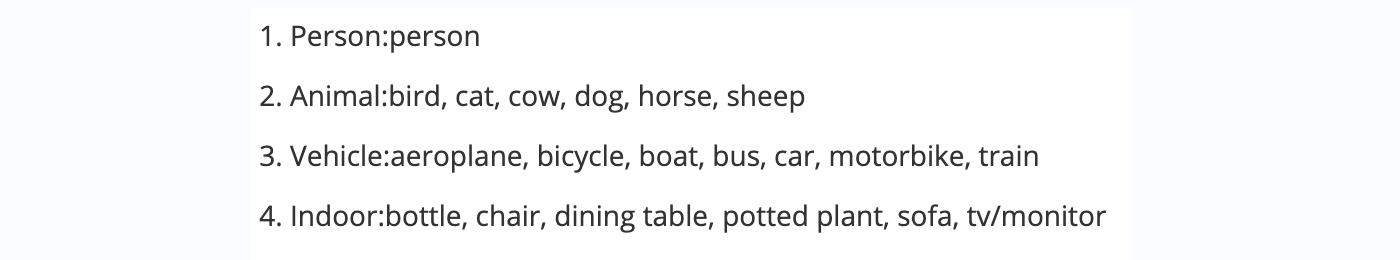 1. Person:person
2. Animal:bird, cat, cow, dog, horse, sheep
3. Vehicle:aeroplane, bicycle, boat, bus, car, motorbike, train
4. Indoor:bottle, chair, dining table, potted plant, sofa, tv/monitor